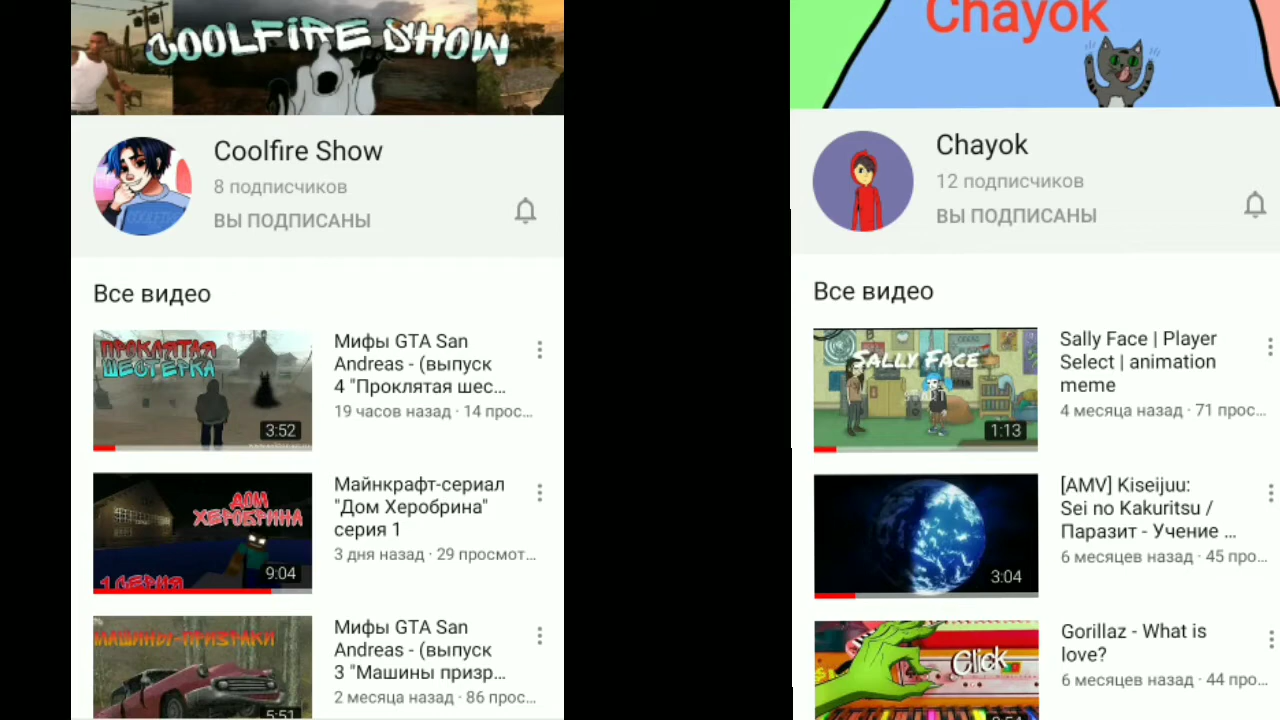 COOLFIRE SHOW
Coolfire Show
8 подписчиков
ВЫ ПОДПИСАНЫ
Все видео
ПРОКЛЯТАЯ
ШЕСТЕРКА
3:52
Мифы GTA San
Andreas - (выпуск
4 "Проклятая шес...
19 часов назад · 14 прос...
ДОМ
ХЕРОБРИНА
1 СЕРИЯ
9:04
Майнкрафт-сериал
"Дом Херобрина"
серия 1
3 дня назад · 29 просмот...
МАШИНЫ-ПРИЗРАКИ
5:51
Мифы GTA San
Andreas - (выпуск
3 "Машины призр...
2 месяца назад · 86 прос...
Chayok
Chayok
12 подписчиков
ВЫ ПОДПИСАНЫ
Все видео
SALLY FACE
START
1:13
Sally Face | Player
Select | animation
meme
4 месяца назад · 71 прос...
3:04
[AMV] Kiseijuu:
Sei no Kakuritsu /
Паразит - Учение ...
6 месяцев назад · 45 про...
Click
Gorillaz - What is
love?
6 месяцев назад · 44 про...